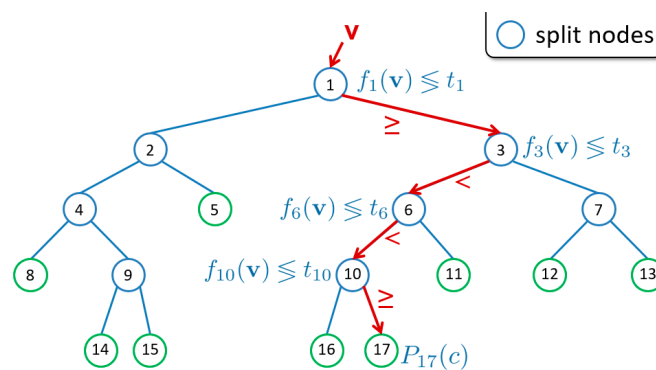 v
split nodes
1 f₁(v) ≶ t₁
≥
2 3 f₃(v) ≶ t₃
<
4 5 f₆(v) ≶ t₆ 6 7
<
8 9 f₁₀(v) ≶ t₁₀ 10 11 12 13
≥
14 15 16 17 P₁₇(c)